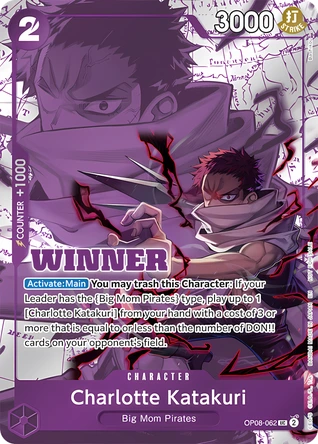 2
3000
打
STRIKE
COUNTER +1000
WINNER
Activate:Main You may trash this Character: If your
Leader has the {Big Mom Pirates} type, play up to 1
[Charlotte Katakuri] from your hand with a cost of 3 or
more that is equal to or less than the number of DON!!
cards on your opponent's field.
CHARACTER
Charlotte Katakuri
Big Mom Pirates
OP08-062
2